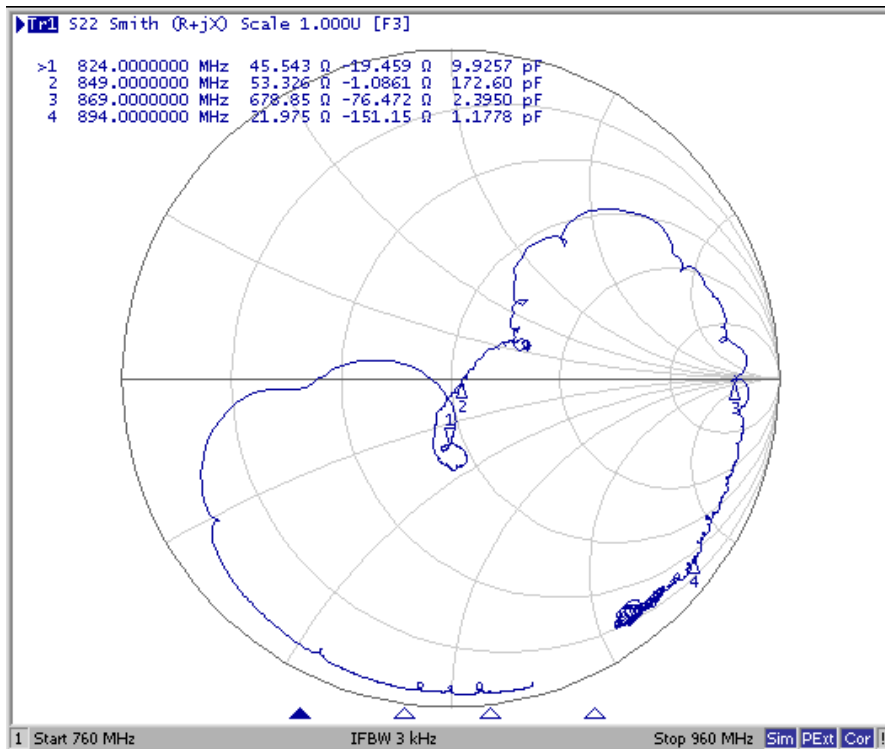 Tr1 S22 Smith (R+jX) Scale 1.000U [F3]
>1 824.0000000 MHz 45.543 Ω -19.459 Ω 9.9257 pF
2 849.0000000 MHz 53.326 Ω -1.0861 Ω 172.60 pF
3 869.0000000 MHz 678.85 Ω -76.472 Ω 2.3950 pF
4 894.0000000 MHz 21.975 Ω -151.15 Ω 1.1778 pF
2
3
1
4
1 Start 760 MHz IFBW 3 kHz Stop 960 MHz Sim PExt Cor !